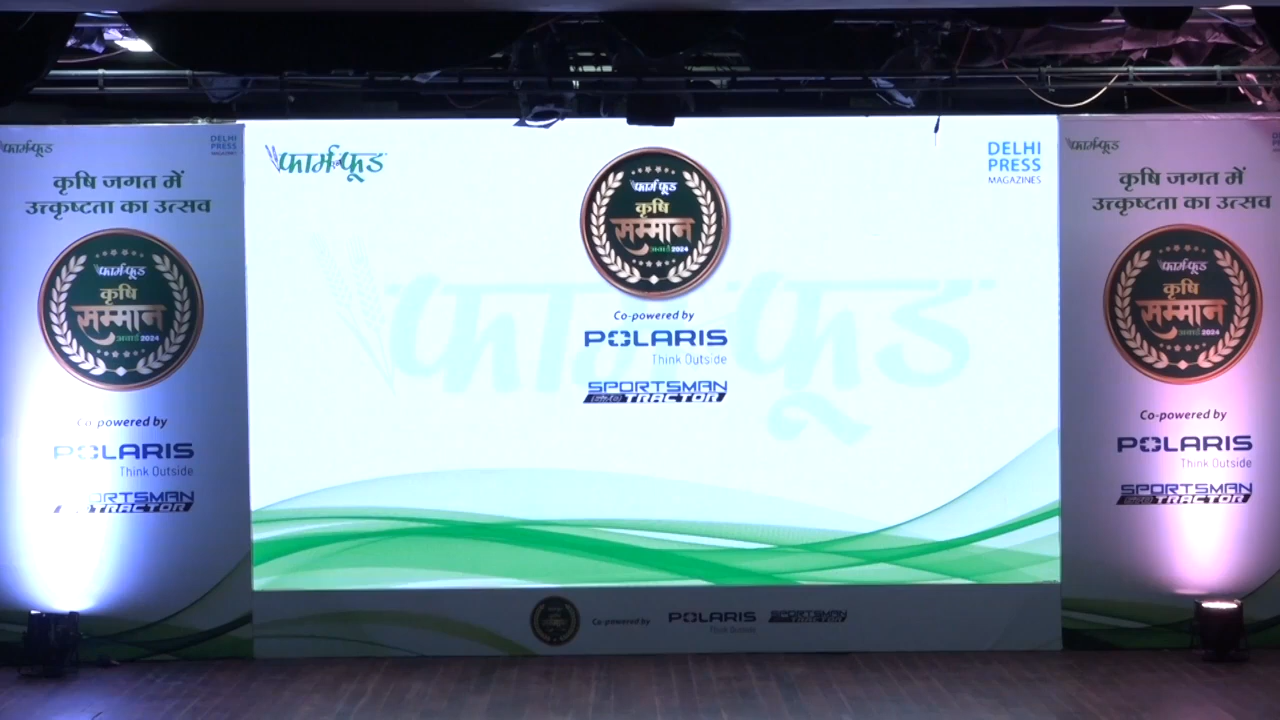 फार्म फूड
DELHI
PRESS
MAGAZINES
कृषि जगत में
उत्त्कृष्टता का उत्सव
फार्म फूड
कृषि
सम्मान
अवार्ड 2024
Co-powered by
POLARIS
Think Outside
SPORTSMAN
TRACTOR
फार्म फूड
DELHI
PRESS
MAGAZINES
फार्म फूड
कृषि
सम्मान
अवार्ड 2024
फार्म फूड
Co-powered by
POLARIS
Think Outside
SPORTSMAN
TRACTOR
फार्म फूड
कृषि जगत में
उत्त्कृष्टता का उत्सव
फार्म फूड
कृषि
सम्मान
अवार्ड 2024
Co-powered by
POLARIS
Think Outside
SPORTSMAN
TRACTOR
Co-powered by POLARIS SPORTSMAN
Think Outside TRACTOR